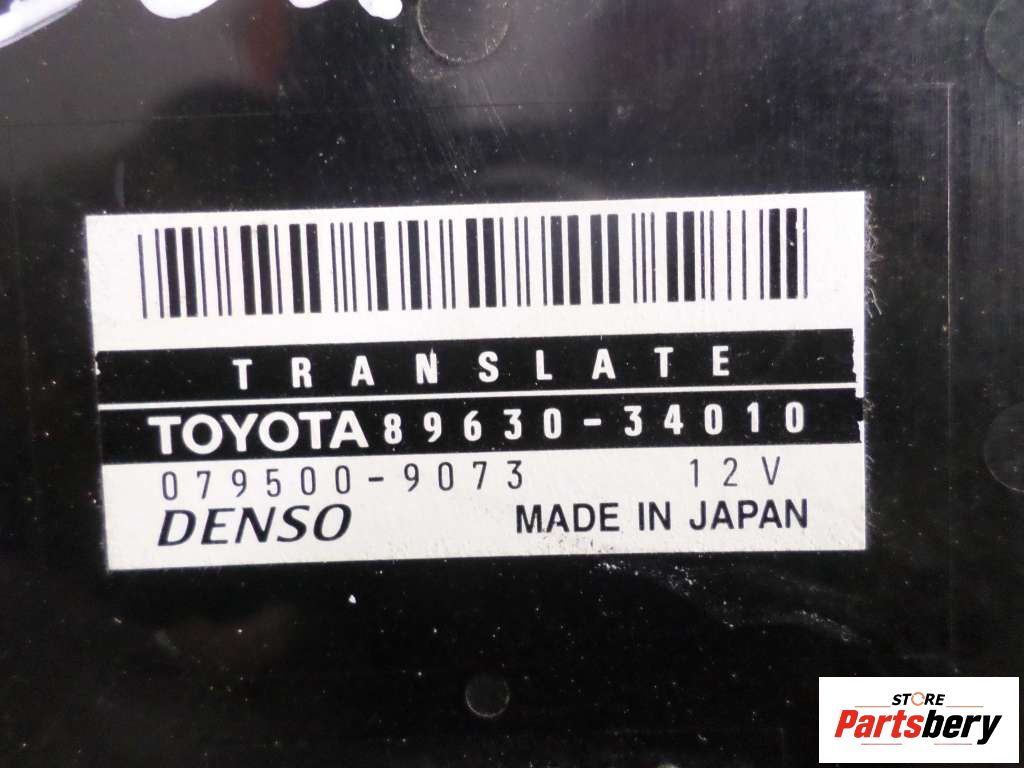 TRANSLATE
TOYOTA 89630-34010
079500-9073 12V
DENSO MADE IN JAPAN
STORE
Partsbery